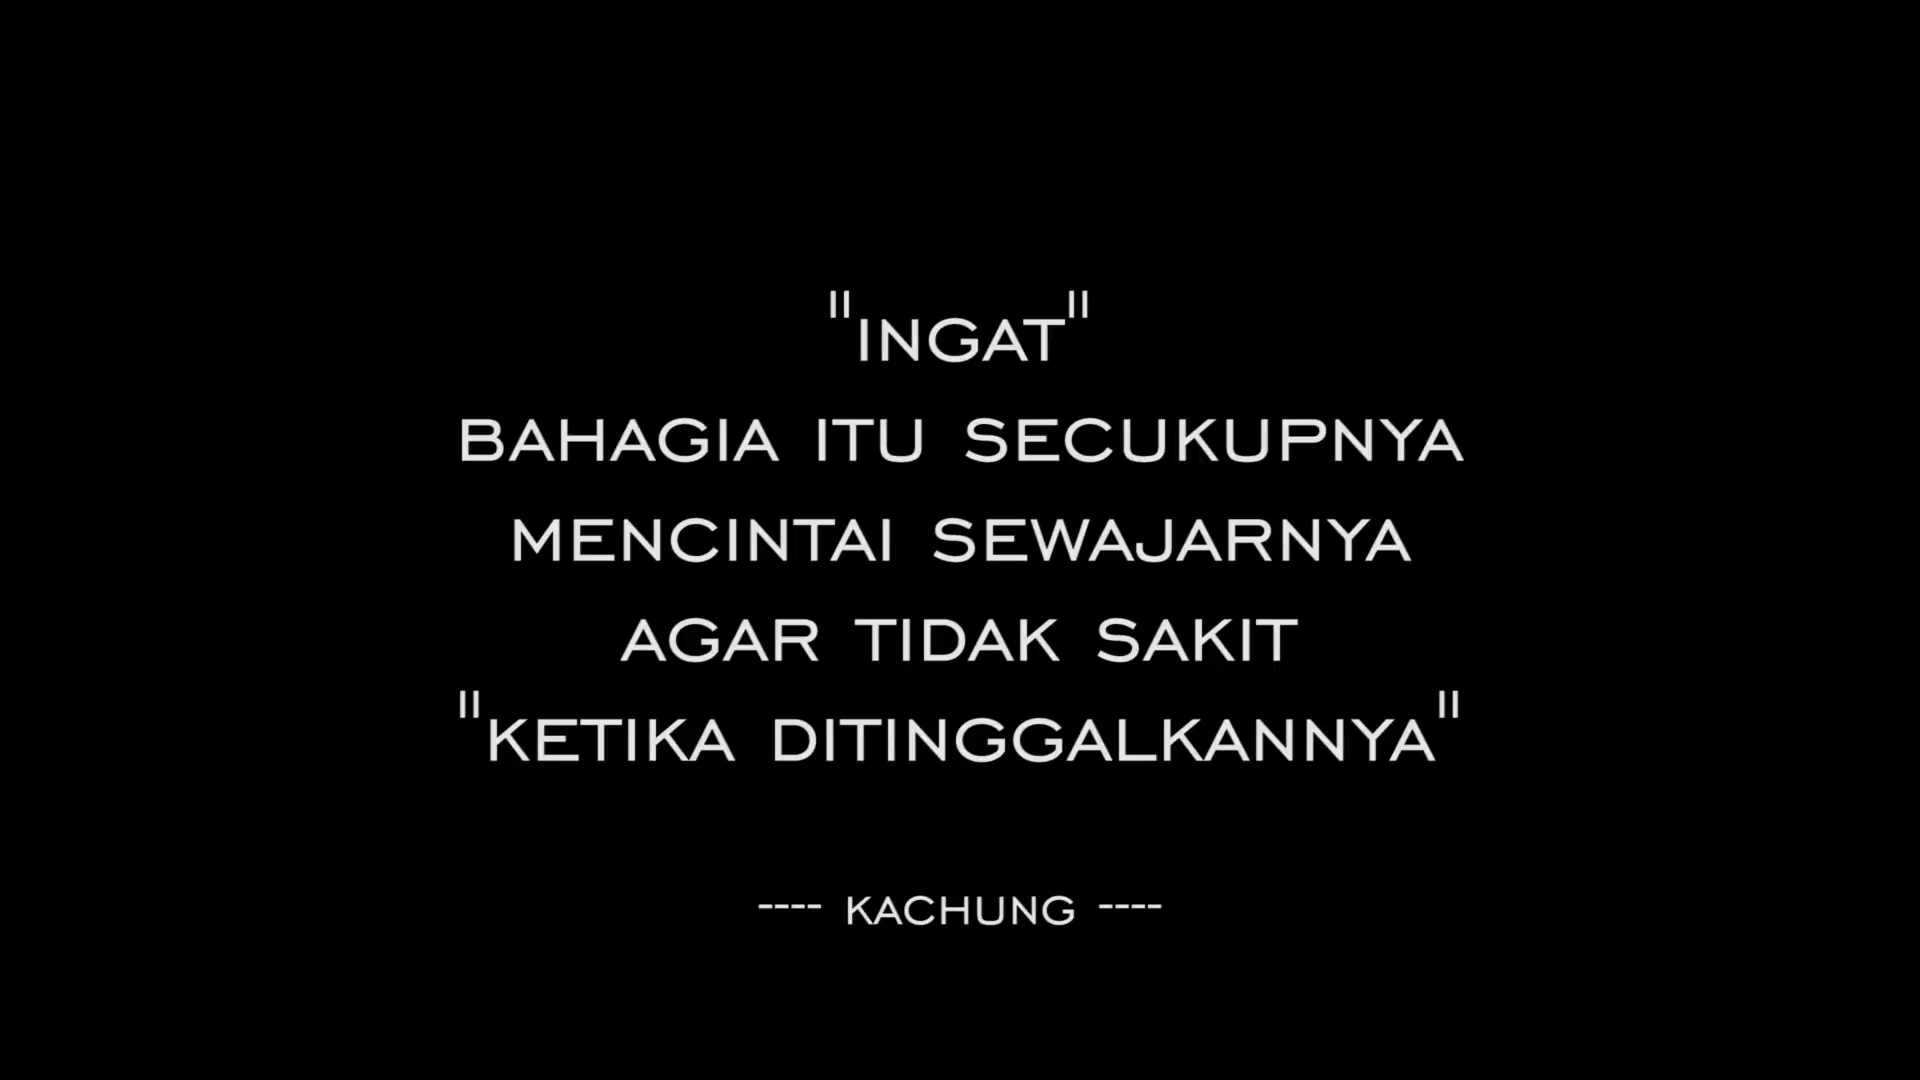 "INGAT"
BAHAGIA ITU SECUKUPNYA
MENCINTAI SEWAJARNYA
AGAR TIDAK SAKIT
"KETIKA DITINGGALKANNYA"
---- KACHUNG ----